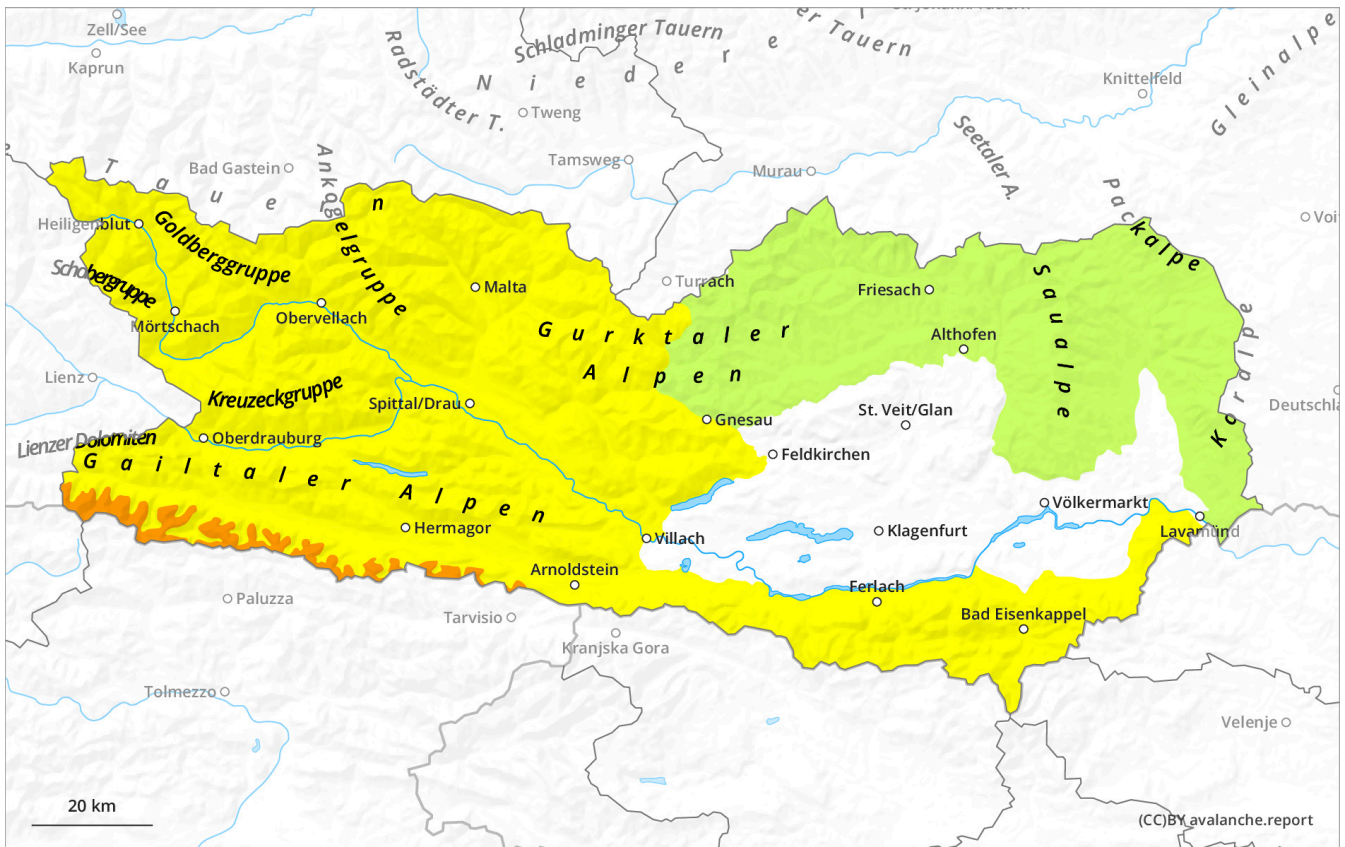 Zell/See
Kaprun
Radstädter T.
Schladminger Tauern
Niedere
er Tauern
Tweng
Knittelfeld
Gleinalpe
Seetaler A.
Tamsweg
Murau
Bad Gastein
Tauern
Ankogelgruppe
Packalpe
Heiligenblut
Goldberggruppe
Schobergruppe
Mörtschach
Obervellach
Malta
Turrach
Friesach
Saualpe
Koralpe
Gurktaler
Alpen
Althofen
Lienz
Kreuzeckgruppe
Spittal/Drau
Gnesau
St. Veit/Glan
Lienzer Dolomiten
Oberdrauburg
Feldkirchen
Gailtaler Alpen
Hermagor
Villach
Klagenfurt
Völkermarkt
Lavamünd
Arnoldstein
Ferlach
Bad Eisenkappel
Paluzza
Tarvisio
Kranjska Gora
Tolmezzo
Velenje
20 km
(CC)BY avalanche.report